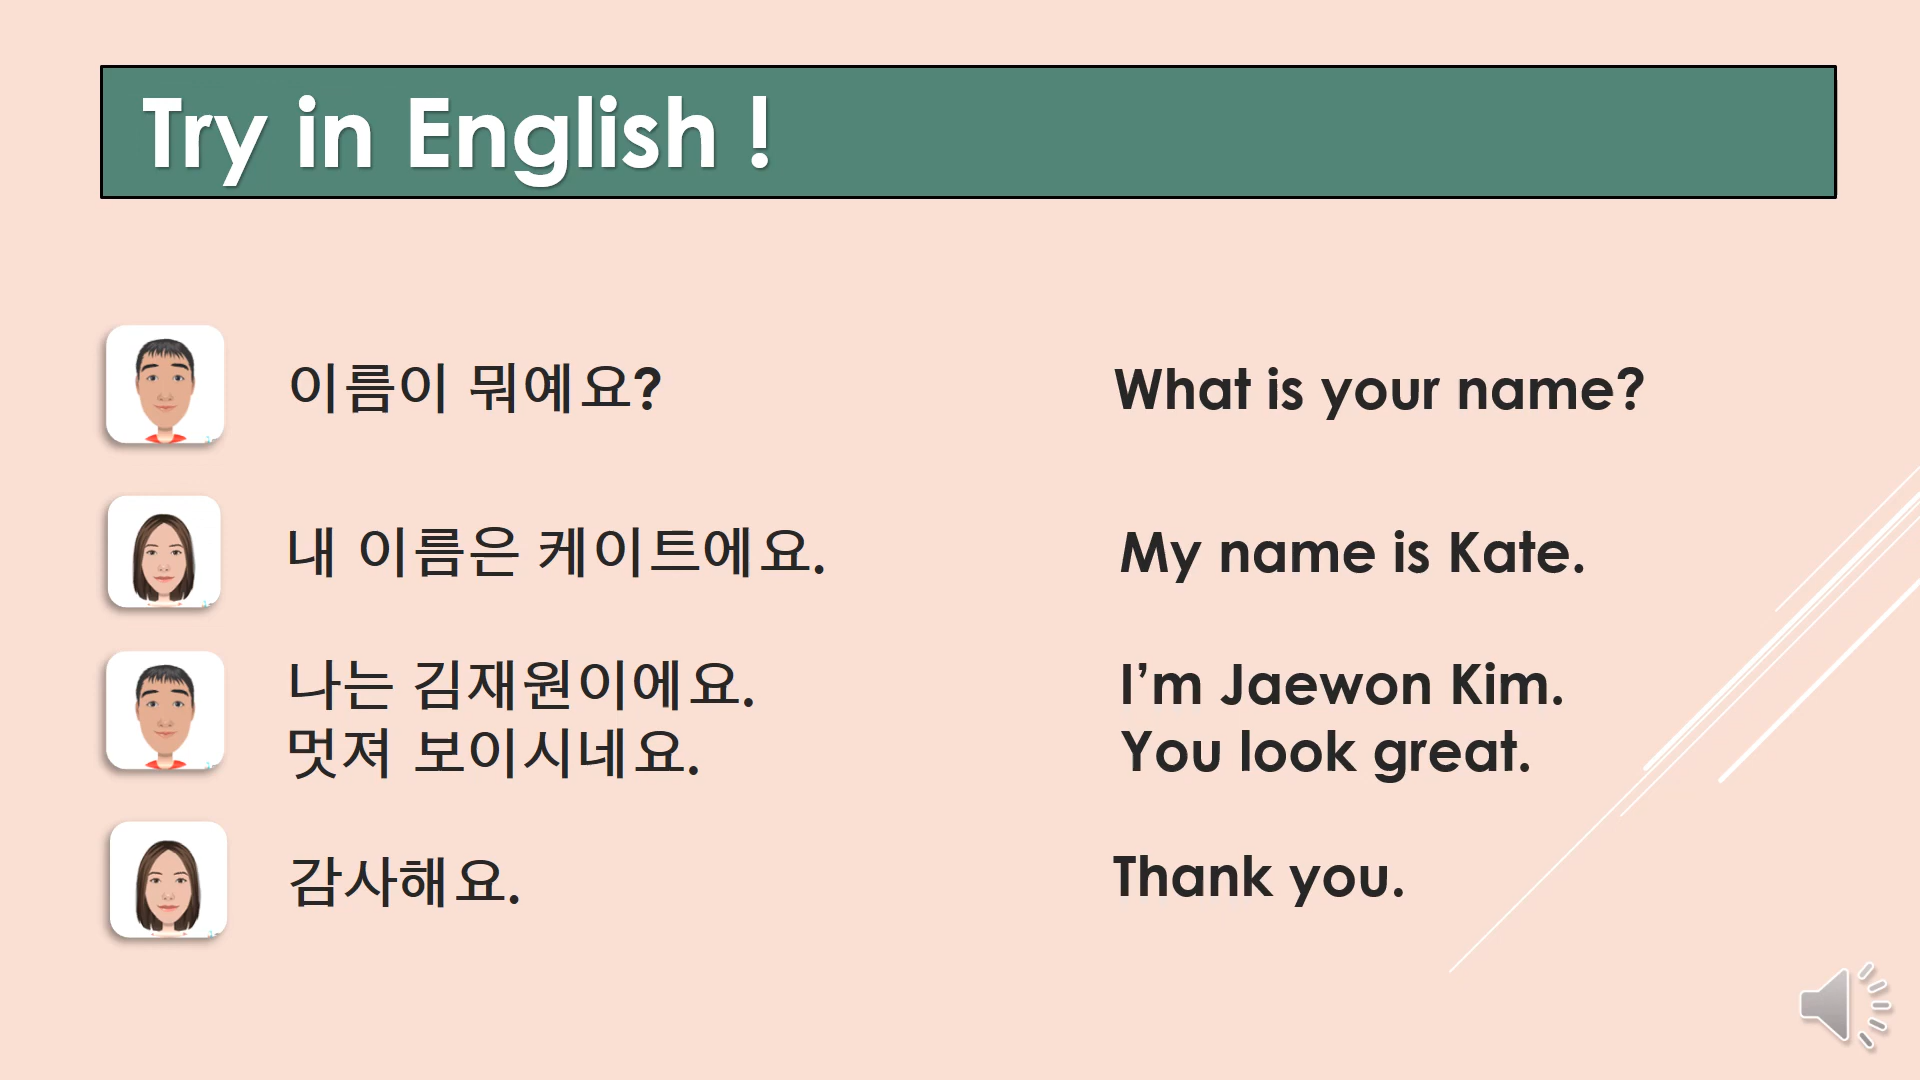 Try in English !
이름이 뭐예요? What is your name?
내 이름은 케이트에요. My name is Kate.
나는 김재원이에요. I’m Jaewon Kim.
멋져 보이시네요. You look great.
감사해요. Thank you.